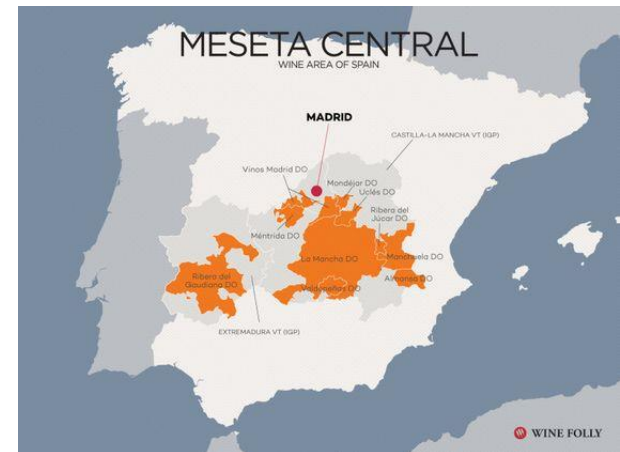 MESETA CENTRAL
WINE AREA OF SPAIN
MADRID
CASTILLA-LA MANCHA VT (IGP)
Vinos Madrid DO
Mondéjar DO
Uclés DO
Ribera del
Júcar DO
Méntrida DO
La Mancha DO
Manchuela DO
Ribera del
Gaudiana DO
Almansa DO
Valdepeñas DO
EXTREMADURA VT (IGP)
WINE FOLLY